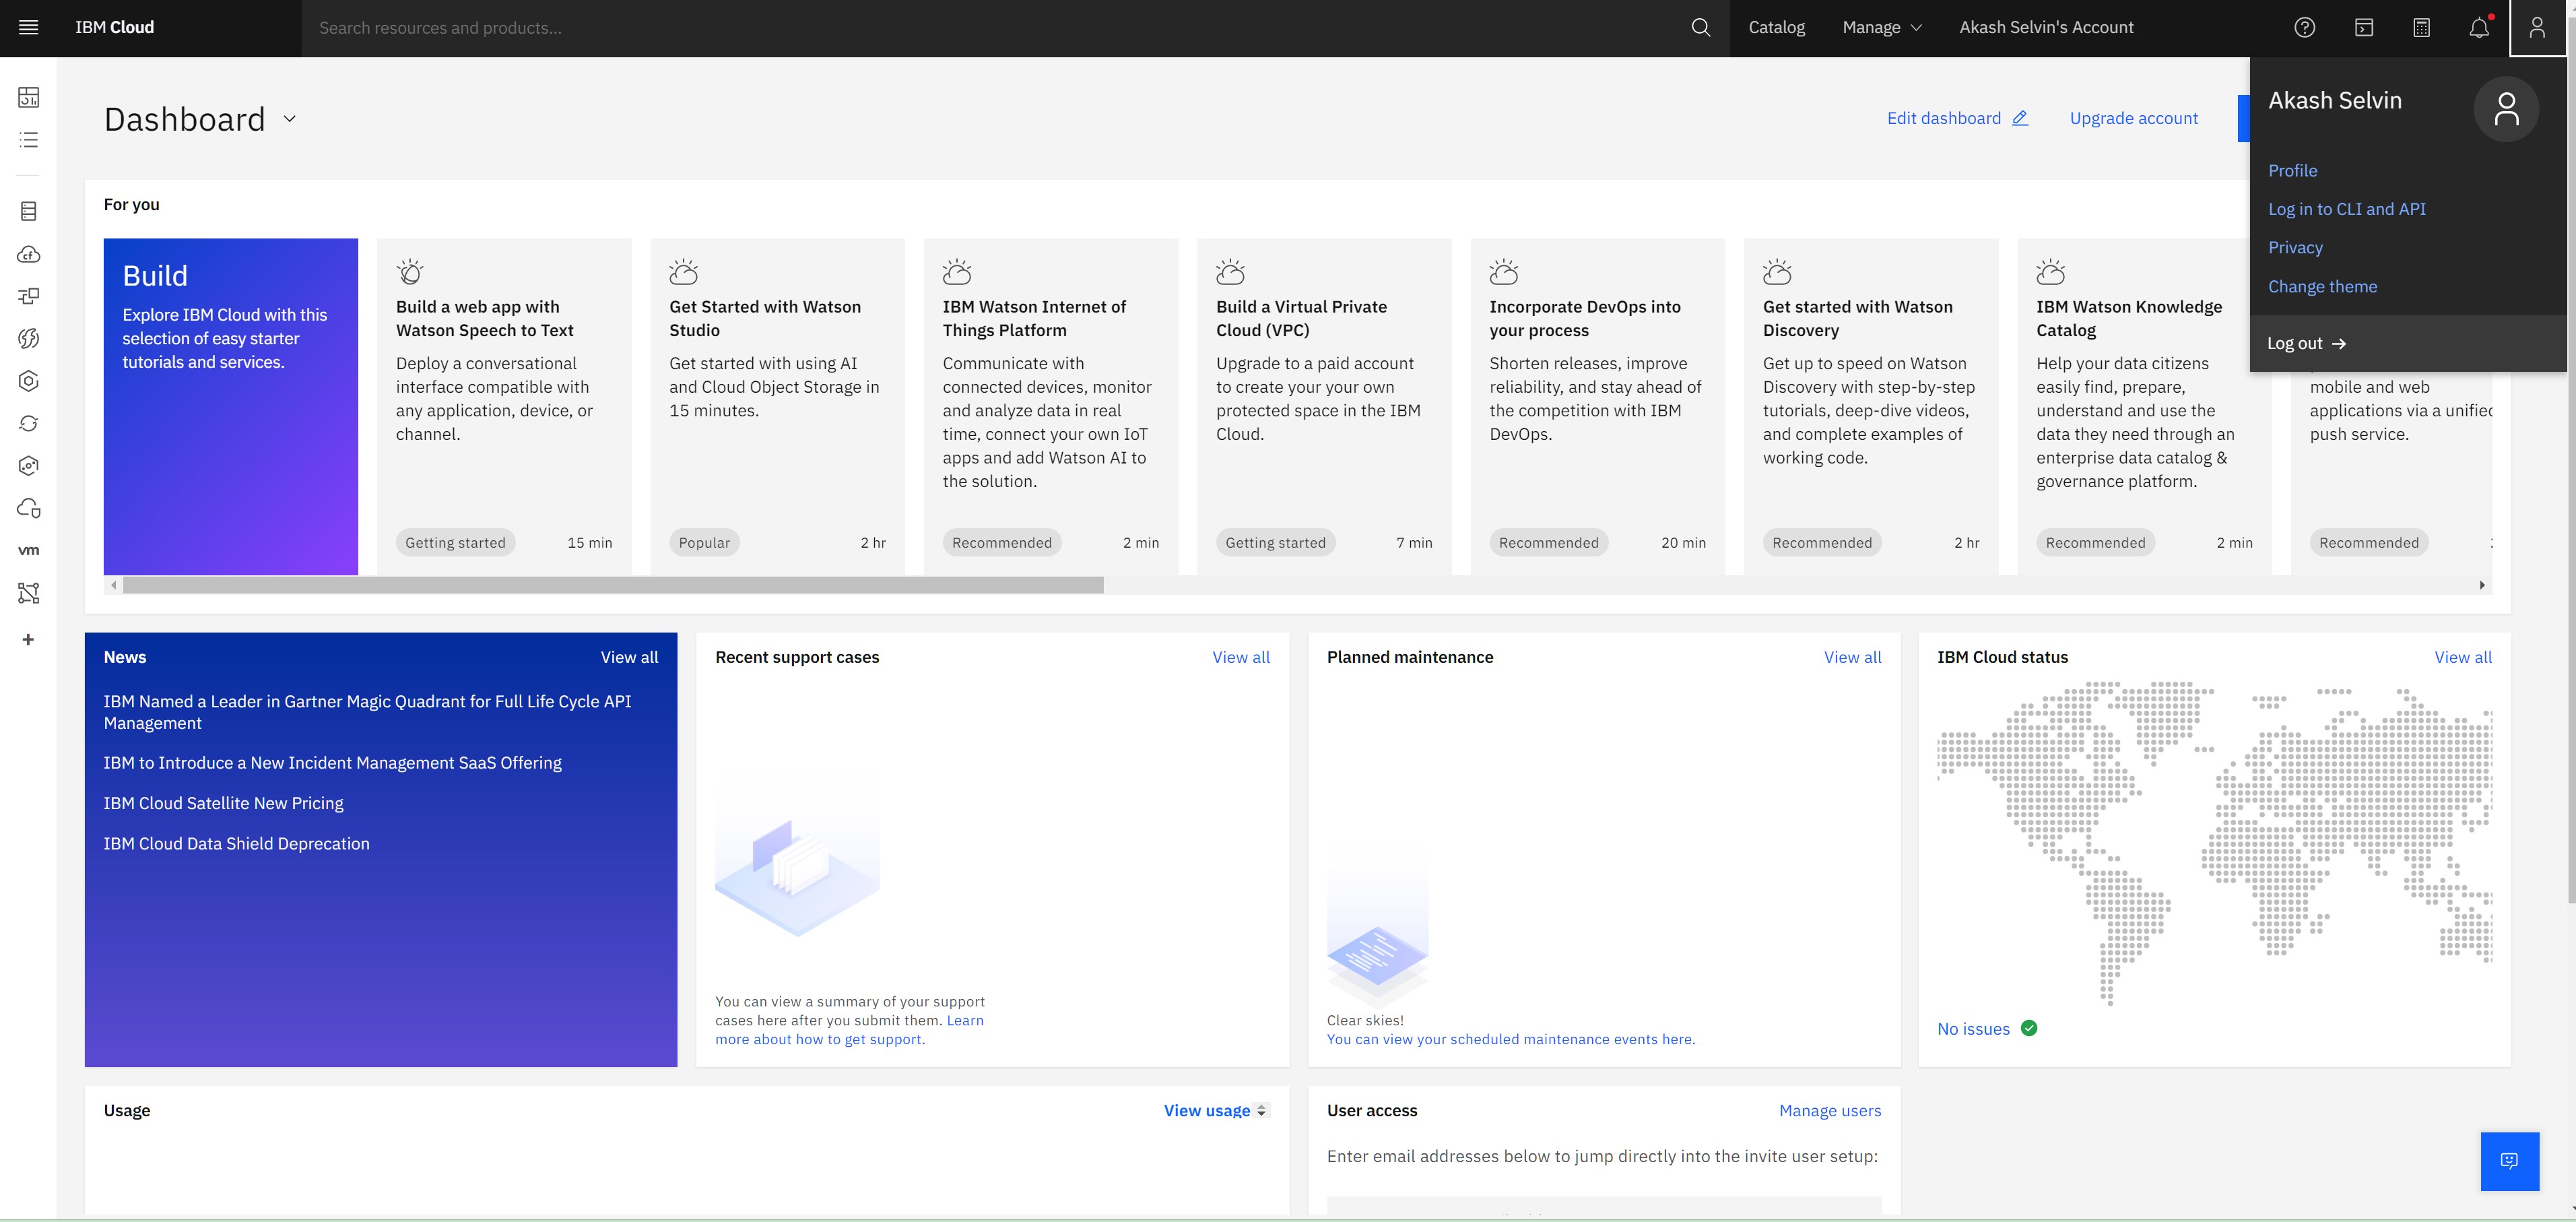 IBM Cloud
Search resources and products...
Catalog
Manage
Akash Selvin's Account
Dashboard
Edit dashboard
Upgrade account
Akash Selvin
Profile
Log in to CLI and API
Privacy
Change theme
Log out
For you
Build
Explore IBM Cloud with this
selection of easy starter
tutorials and services.
Build a web app with
Watson Speech to Text
Deploy a conversational
interface compatible with
any application, device, or
channel.
Getting started
15 min
Get Started with Watson
Studio
Get started with using AI
and Cloud Object Storage in
15 minutes.
Popular
2 hr
IBM Watson Internet of
Things Platform
Communicate with
connected devices, monitor
and analyze data in real
time, connect your own IoT
apps and add Watson AI to
the solution.
Recommended
2 min
Build a Virtual Private
Cloud (VPC)
Upgrade to a paid account
to create your your own
protected space in the IBM
Cloud.
Getting started
7 min
Incorporate DevOps into
your process
Shorten releases, improve
reliability, and stay ahead of
the competition with IBM
DevOps.
Recommended
20 min
Get started with Watson
Discovery
Get up to speed on Watson
Discovery with step-by-step
tutorials, deep-dive videos,
and complete examples of
working code.
Recommended
2 hr
IBM Watson Knowledge
Catalog
Help your data citizens
easily find, prepare,
understand and use the
data they need through an
enterprise data catalog &
governance platform.
Recommended
2 min
mobile and web
applications via a unified
push service.
Recommended
cf
vm
News
View all
IBM Named a Leader in Gartner Magic Quadrant for Full Life Cycle API
Management
IBM to Introduce a New Incident Management SaaS Offering
IBM Cloud Satellite New Pricing
IBM Cloud Data Shield Deprecation
Recent support cases
View all
You can view a summary of your support
cases here after you submit them. Learn
more about how to get support.
Planned maintenance
View all
Clear skies!
You can view your scheduled maintenance events here.
IBM Cloud status
View all
No issues
Usage
View usage
User access
Manage users
Enter email addresses below to jump directly into the invite user setup: